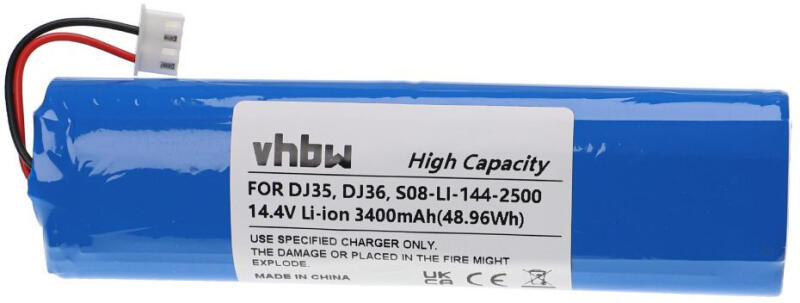 vhbw
High Capacity
FOR DJ35, DJ36, S08-LI-144-2500
14.4V Li-ion 3400mAh(48.96Wh)
USE SPECIFIED CHARGER ONLY.
THE DAMAGE OR PLACED IN THE FIRE MIGHT
EXPLODE.
MADE IN CHINA
UK
CA
CE